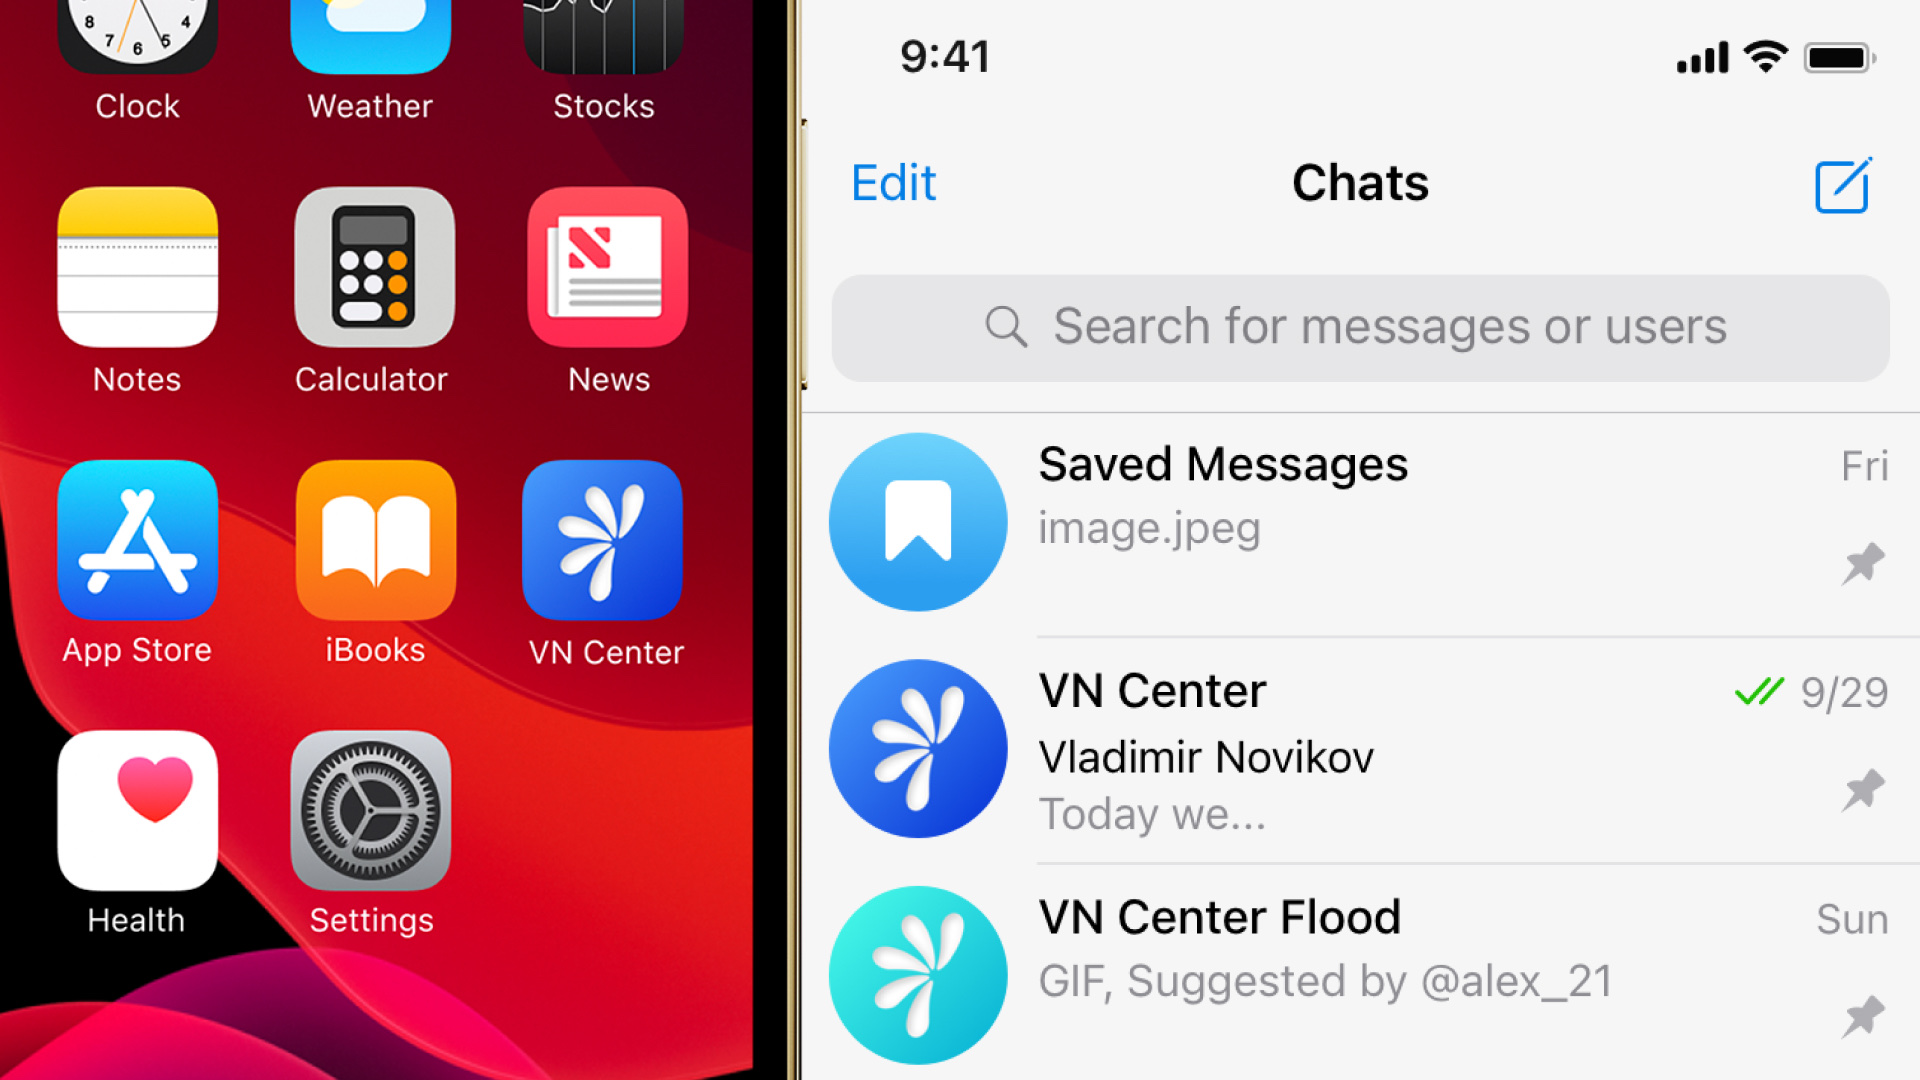 8 7 6 5 4
Clock
Weather
Stocks
Notes
Calculator
News
App Store
iBooks
VN Center
Health
Settings
9:41
Edit
Chats
Search for messages or users
Saved Messages
Fri
image.jpeg
VN Center
9/29
Vladimir Novikov
Today we...
VN Center Flood
Sun
GIF, Suggested by @alex_21